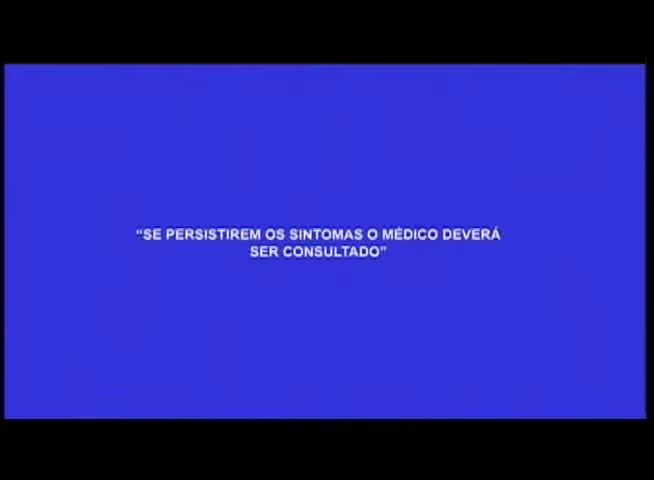 “SE PERSISTIREM OS SINTOMAS O MÉDICO DEVERÁ
SER CONSULTADO”